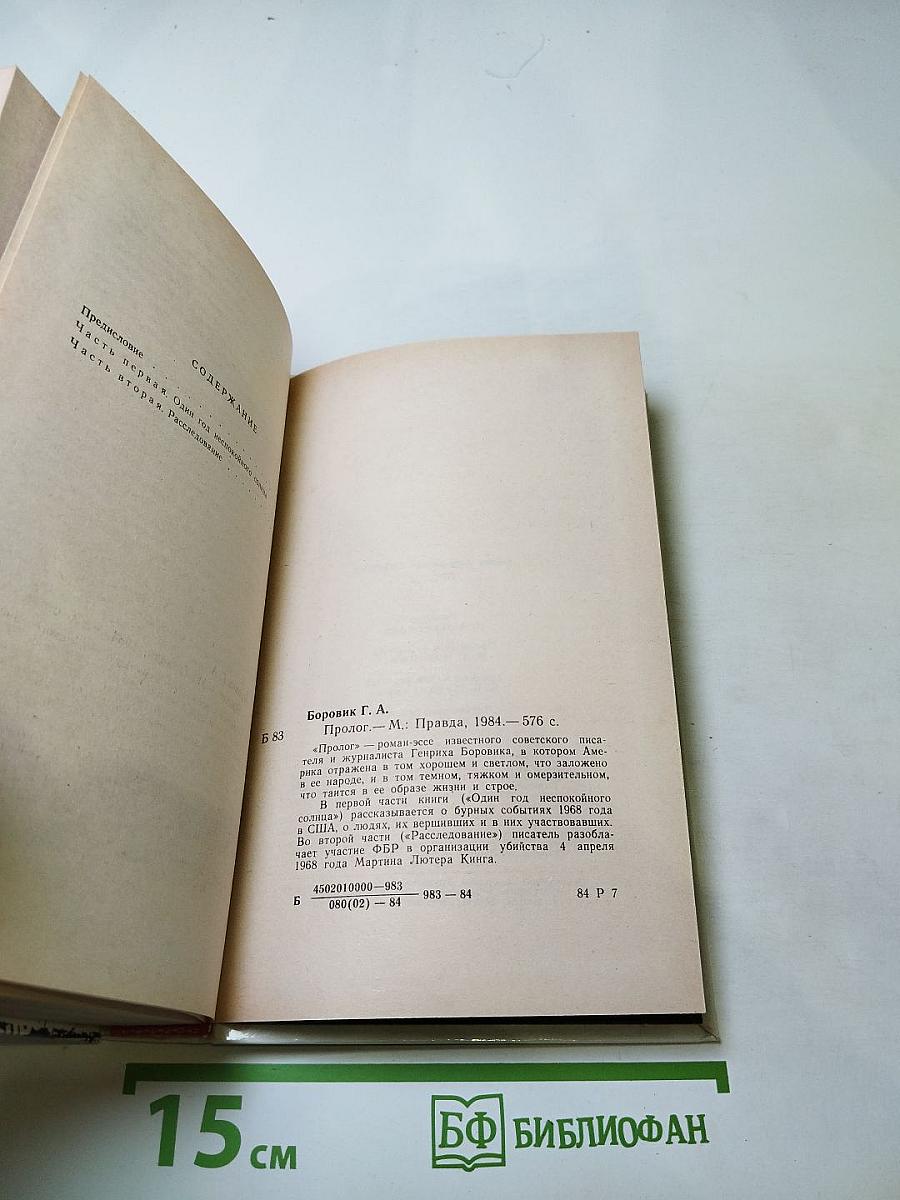 СОДЕРЖАНИЕ
Предисловие . . . . . . . . .
Часть первая. Один год неспокойного солнца
Часть вторая. Расследование . . . . .
Боровик Г. А.
Б 83
Пролог.— М.: Правда, 1984.— 576 с.
«Пролог» — роман-эссе известного советского писа-
теля и журналиста Генриха Боровика, в котором Аме-
рика отражена в том хорошем и светлом, что заложено
в ее народе, и в том темном, тяжком и омерзительном,
что таится в ее образе жизни и строе.
В первой части книги («Один год неспокойного
солнца») рассказывается о бурных событиях 1968 года
в США, о людях, их вершивших и в них участвовавших.
Во второй части («Расследование») писатель разобла-
чает участие ФБР в организации убийства 4 апреля
1968 года Мартина Лютера Кинга.
Б 4502010000—983
080(02) — 84 983 — 84 84 Р 7
15 см
БФ БИБЛИОФАН